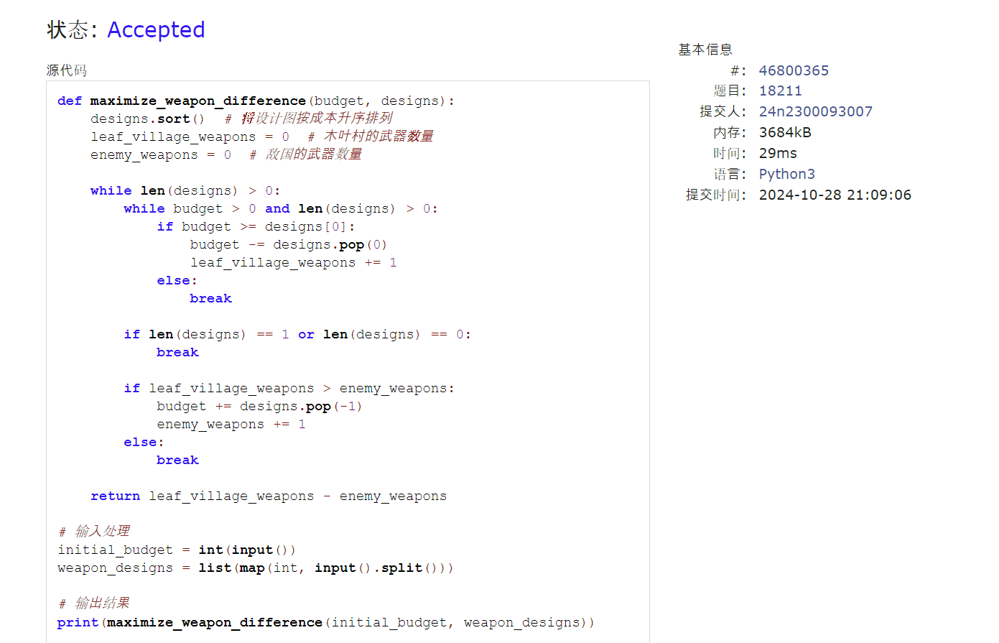 状态: Accepted
源代码
def maximize_weapon_difference(budget, designs):
    designs.sort()  # 将设计图按成本升序排列
    leaf_village_weapons = 0  # 木叶村的武器数量
    enemy_weapons = 0  # 敌国的武器数量

    while len(designs) > 0:
        while budget > 0 and len(designs) > 0:
            if budget >= designs[0]:
                budget -= designs.pop(0)
                leaf_village_weapons += 1
            else:
                break

        if len(designs) == 1 or len(designs) == 0:
            break

        if leaf_village_weapons > enemy_weapons:
            budget += designs.pop(-1)
            enemy_weapons += 1
        else:
            break

    return leaf_village_weapons - enemy_weapons

# 输入处理
initial_budget = int(input())
weapon_designs = list(map(int, input().split()))

# 输出结果
print(maximize_weapon_difference(initial_budget, weapon_designs))
基本信息
#: 46800365
题目: 18211
提交人: 24n2300093007
内存: 3684kB
时间: 29ms
语言: Python3
提交时间: 2024-10-28 21:09:06